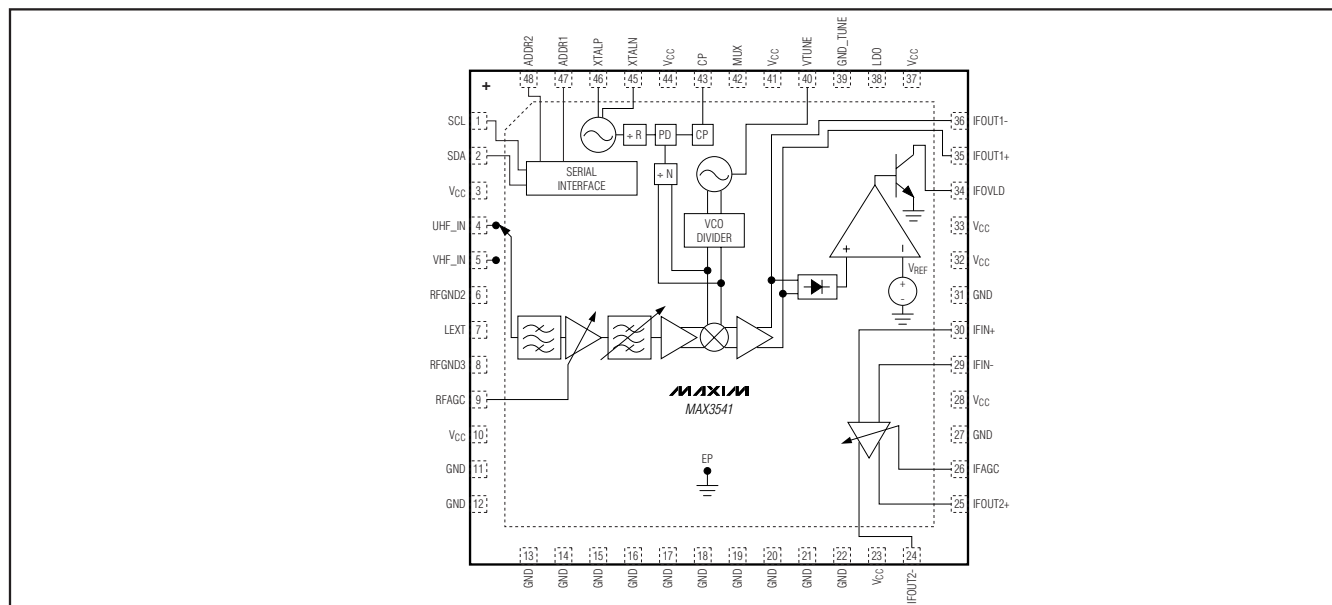 ADDR2
ADDR1
XTALP
XTALN
VCC
CP
MUX
VCC
VTUNE
GND_TUNE
LDO
VCC
48
47
46
45
44
43
42
41
40
39
38
37
+
SCL 1
SDA 2
VCC 3
UHF_IN 4
VHF_IN 5
RFGND2 6
LEXT 7
RFGND3 8
RFAGC 9
VCC 10
GND 11
GND 12
÷ R
PD
CP
÷ N
SERIAL
INTERFACE
VCO
DIVIDER
+
−
VREF
+
-
MAXIM
MAX3541
EP
36 IFOUT1-
35 IFOUT1+
34 IFOVLD
33 VCC
32 VCC
31 GND
30 IFIN+
29 IFIN-
28 VCC
27 GND
26 IFAGC
25 IFOUT2+
13
14
15
16
17
18
19
20
21
22
23
24
GND
GND
GND
GND
GND
GND
GND
GND
GND
GND
VCC
IFOUT2-